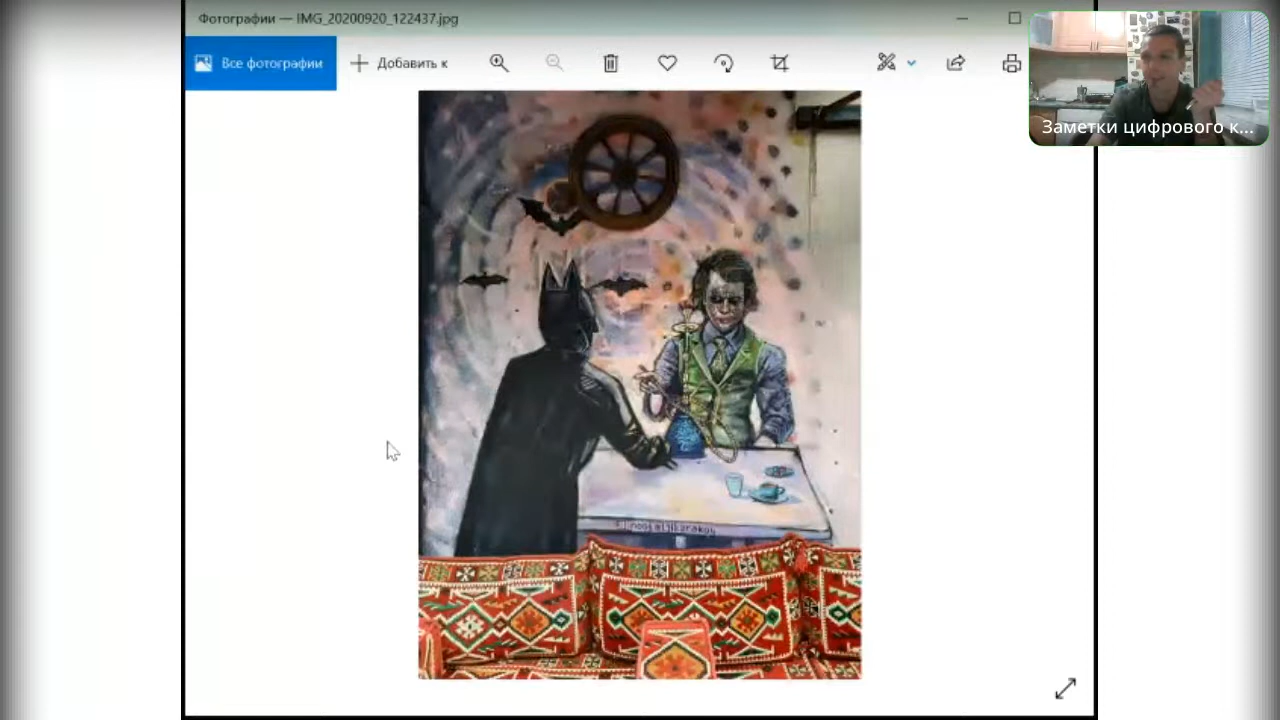 Фотографии — IMG_20200920_122437.jpg
Все фотографии
Добавить к
Заметки цифрового к...